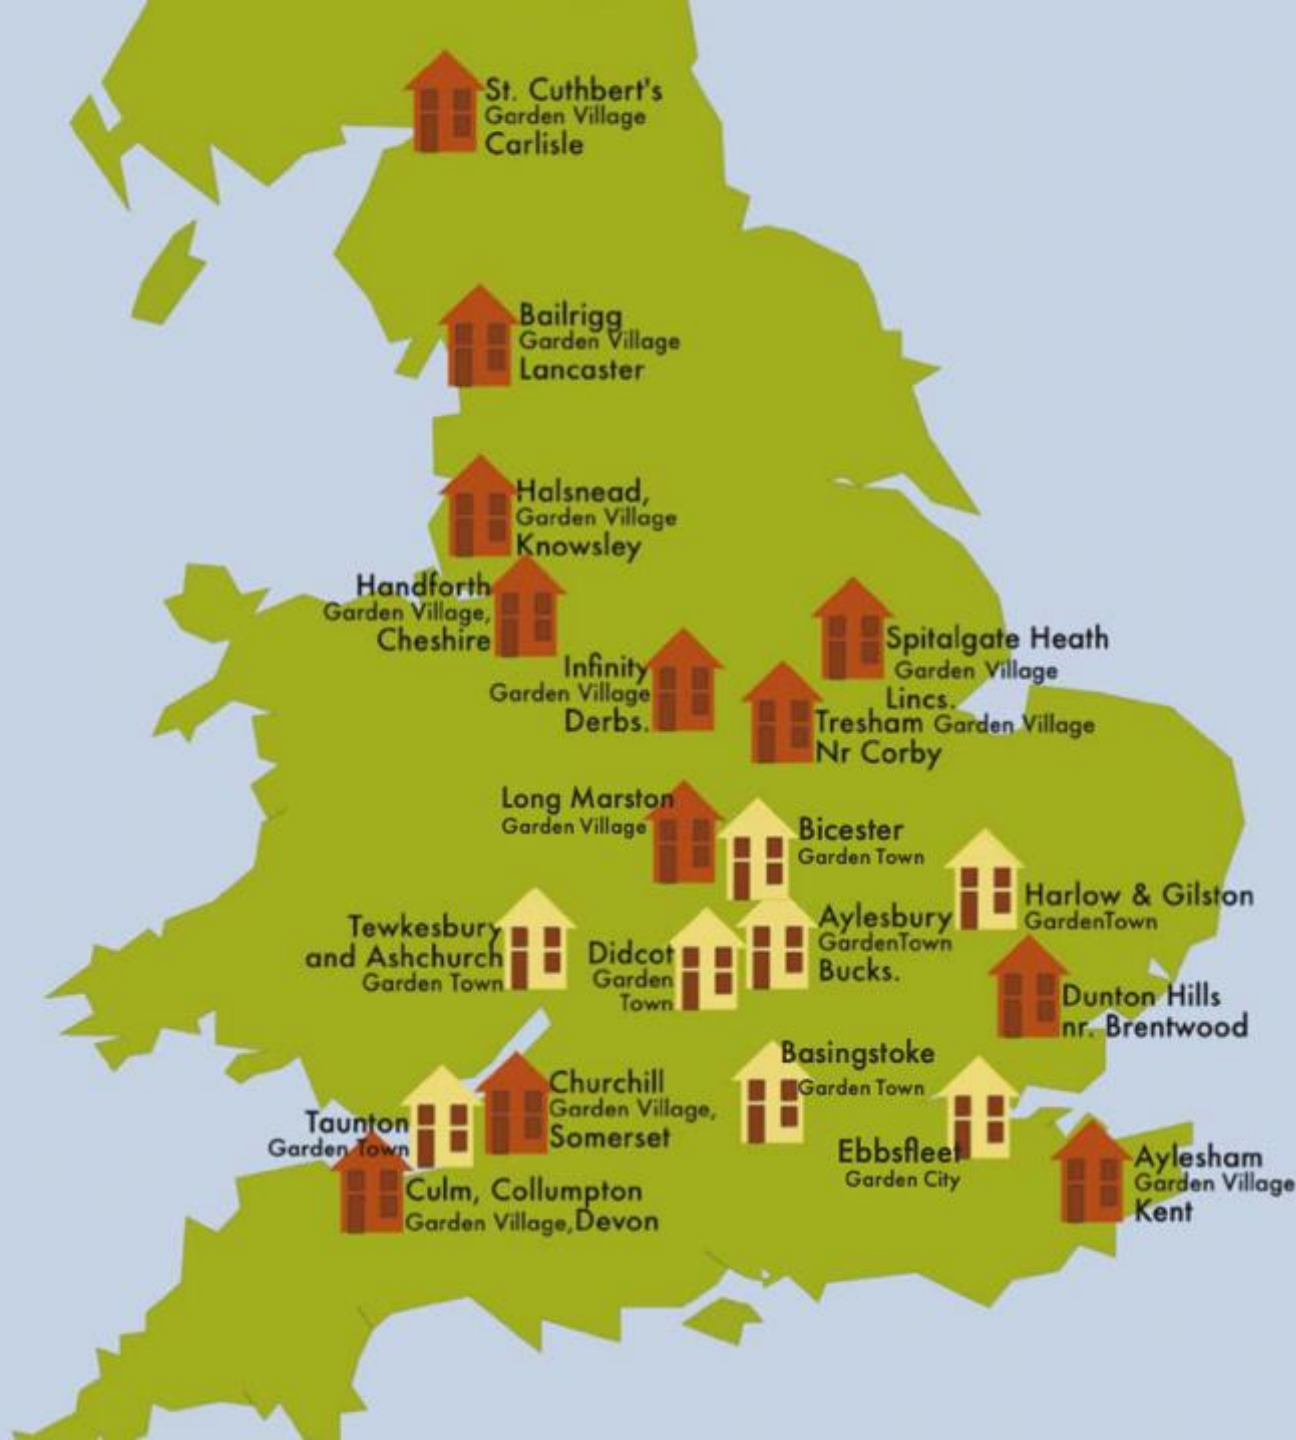 St. Cuthbert's
Garden Village
Carlisle
Bailrigg
Garden Village
Lancaster
Halsnead,
Garden Village
Knowsley
Handforth
Garden Village,
Cheshire
Infinity
Garden Village
Derbs.
Spitalgate Heath
Garden Village
Lincs.
Tresham Garden Village
Nr Corby
Long Marston
Garden Village
Bicester
Garden Town
Harlow & Gilston
GardenTown
Tewkesbury
and Ashchurch
Garden Town
Didcot
Garden
Town
Aylesbury
GardenTown
Bucks.
Dunton Hills
nr. Brentwood
Basingstoke
Garden Town
Churchill
Garden Village,
Somerset
Taunton
Garden Town
Ebbsfleet
Garden City
Aylesham
Garden Village
Kent
Culm, Collumpton
Garden Village, Devon